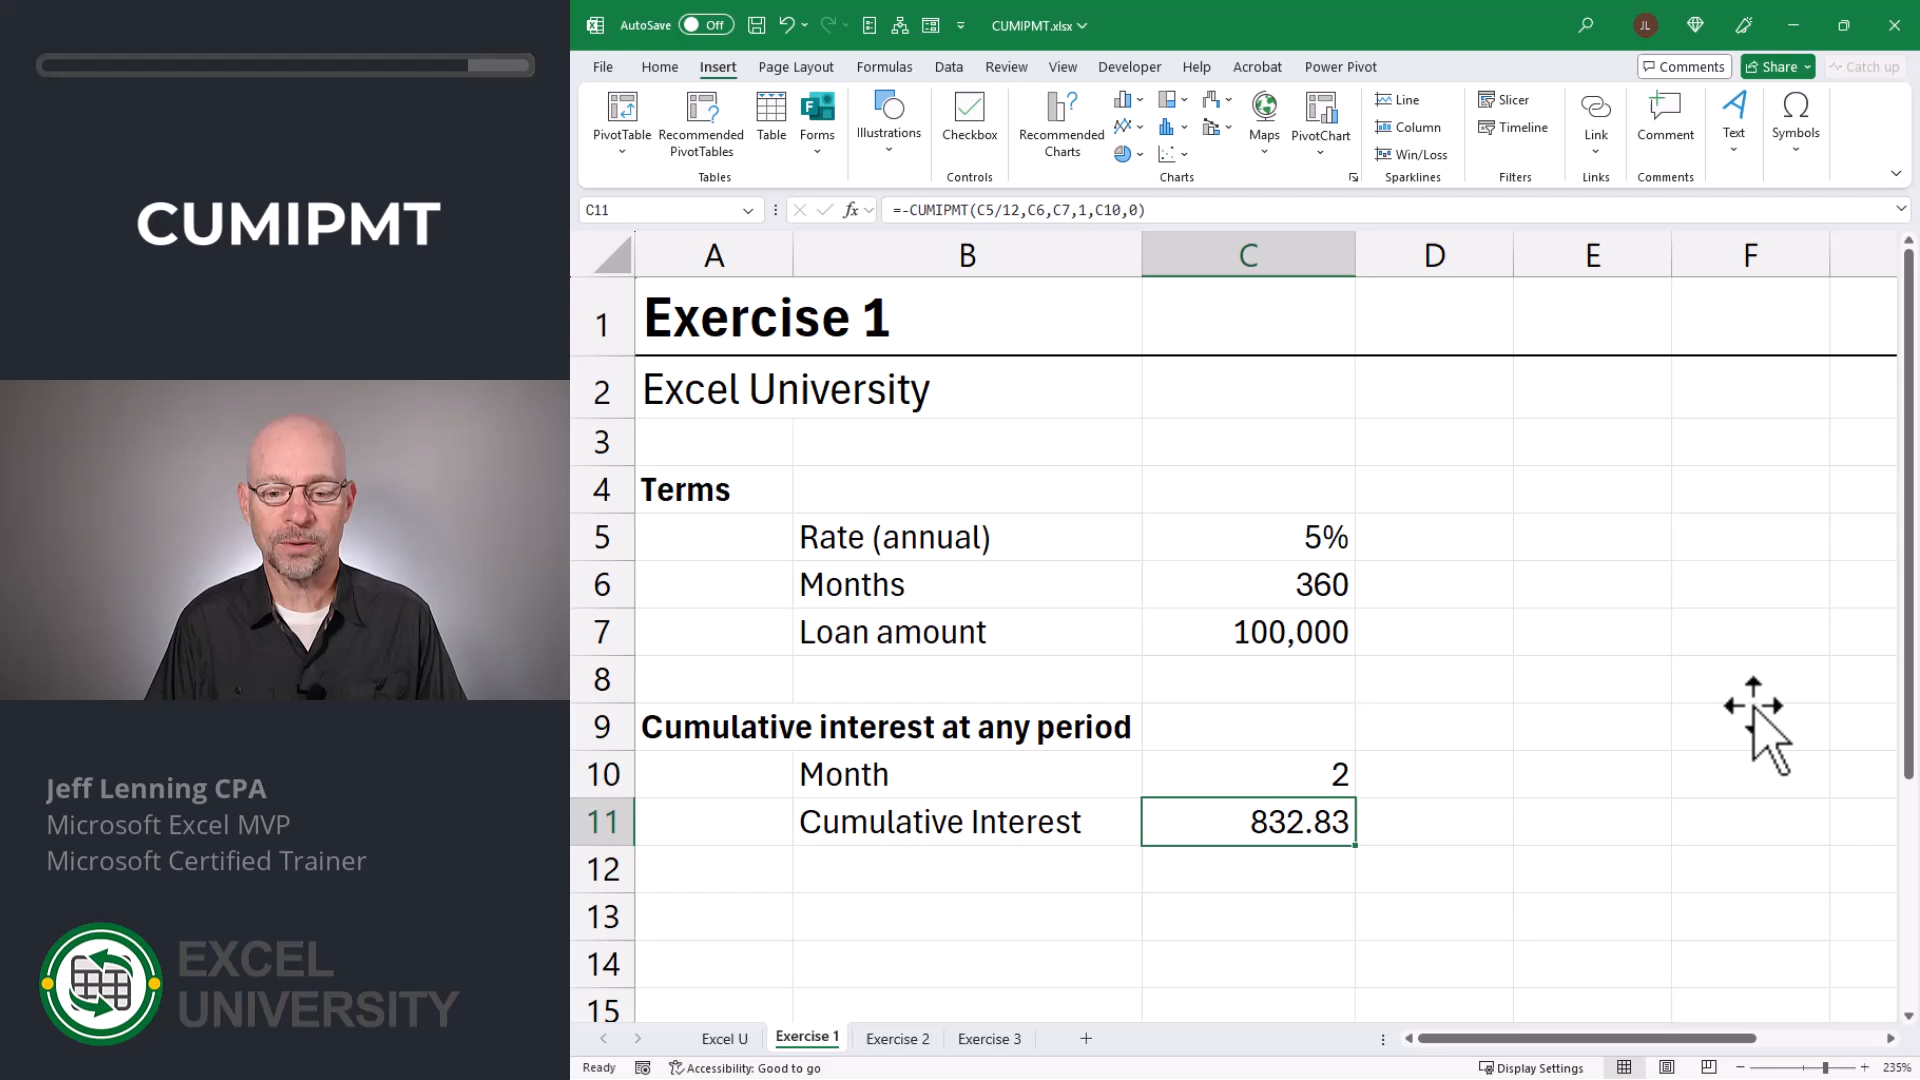 CUMIPMT
Jeff Lenning CPA
Microsoft Excel MVP
Microsoft Certified Trainer
EXCEL
UNIVERSITY
AutoSave Off CUMIPMT.xlsx JL
File Home Insert Page Layout Formulas Data Review View Developer Help Acrobat Power Pivot Comments Share Catch up
PivotTable Recommended PivotTables Table Forms Illustrations Checkbox Recommended Charts Maps PivotChart Line Column Win/Loss Slicer Timeline Link Comment Text Symbols
Tables Controls Charts Sparklines Filters Links Comments
C11 fx =-CUMIPMT(C5/12,C6,C7,1,C10,0)
A B C D E F
1 Exercise 1
2 Excel University
3
4 Terms
5 Rate (annual) 5%
6 Months 360
7 Loan amount 100,000
8
9 Cumulative interest at any period
10 Month 2
11 Cumulative Interest 832.83
12
13
14
15
Excel U Exercise 1 Exercise 2 Exercise 3
Ready Accessibility: Good to go Display Settings 235%